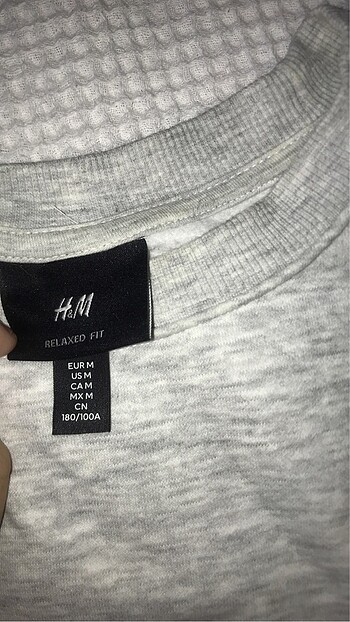 H&M
RELAXED FIT
EUR M
US M
CA M
MX M
CN
180/100A